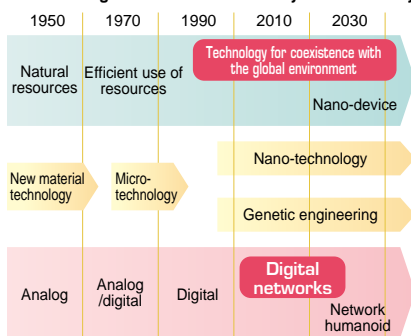 1950 1970 1990 2010 2030
Technology for coexistence with
the global environment
Natural
resources
Efficient use of
resources
Nano-device
Nano-technology
New material
technology
Micro-
technology
Genetic engineering
Digital
networks
Analog
Analog
/digital
Digital
Network
humanoid